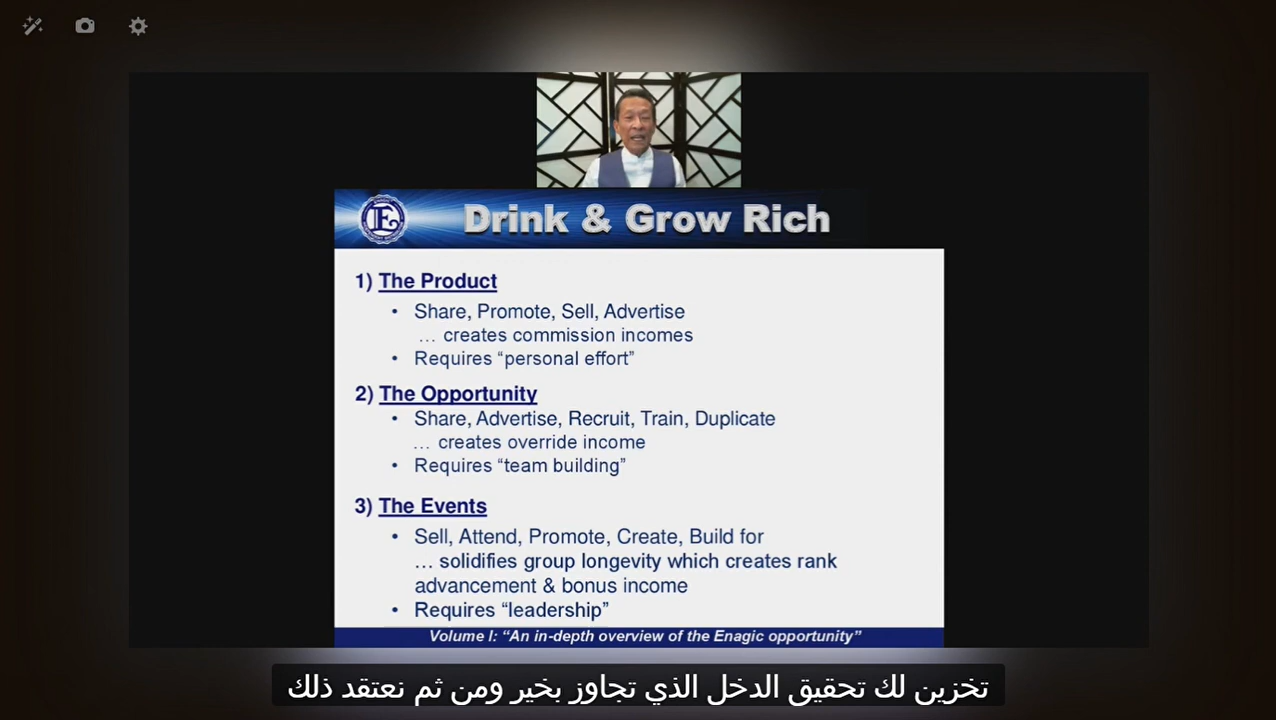 E
Drink & Grow Rich
1) The Product
• Share, Promote, Sell, Advertise
... creates commission incomes
• Requires “personal effort”
2) The Opportunity
• Share, Advertise, Recruit, Train, Duplicate
... creates override income
• Requires “team building”
3) The Events
• Sell, Attend, Promote, Create, Build for
... solidifies group longevity which creates rank
advancement & bonus income
• Requires “leadership”
Volume I: “An in-depth overview of the Enagic opportunity”
تخزين لك تحقيق الدخل الذي تجاوز بخير ومن ثم نعتقد ذلك